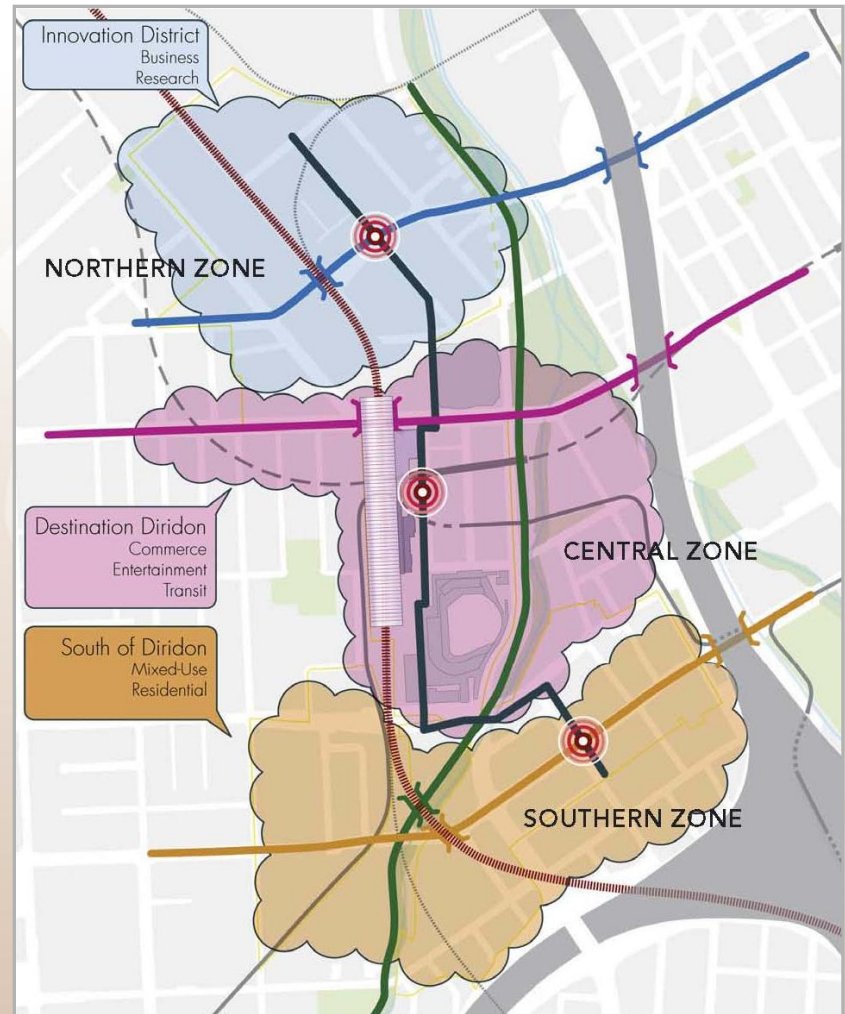 Innovation District
Business
Research
NORTHERN ZONE
Destination Diridon
Commerce
Entertainment
Transit
CENTRAL ZONE
South of Diridon
Mixed-Use
Residential
SOUTHERN ZONE